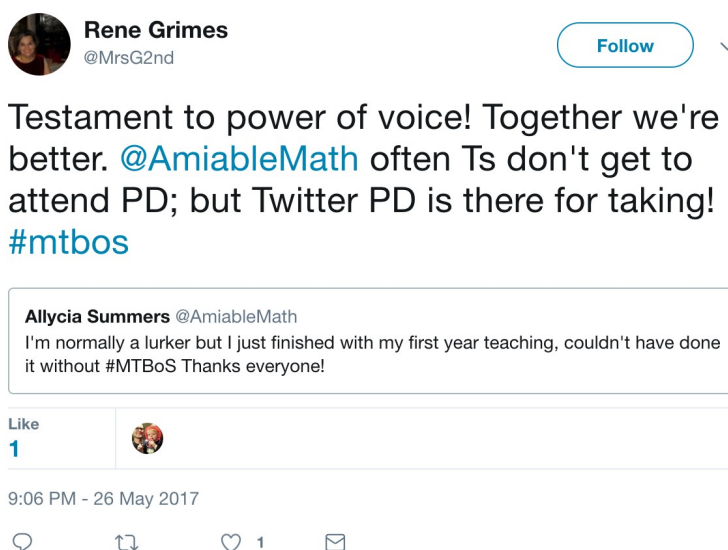 Rene Grimes
@MrsG2nd
Follow
Testament to power of voice! Together we're
better. @AmiableMath often Ts don't get to
attend PD; but Twitter PD is there for taking!
#mtbos
Allycia Summers @AmiableMath
I'm normally a lurker but I just finished with my first year teaching, couldn't have done
it without #MTBoS Thanks everyone!
Like
1
9:06 PM - 26 May 2017
1